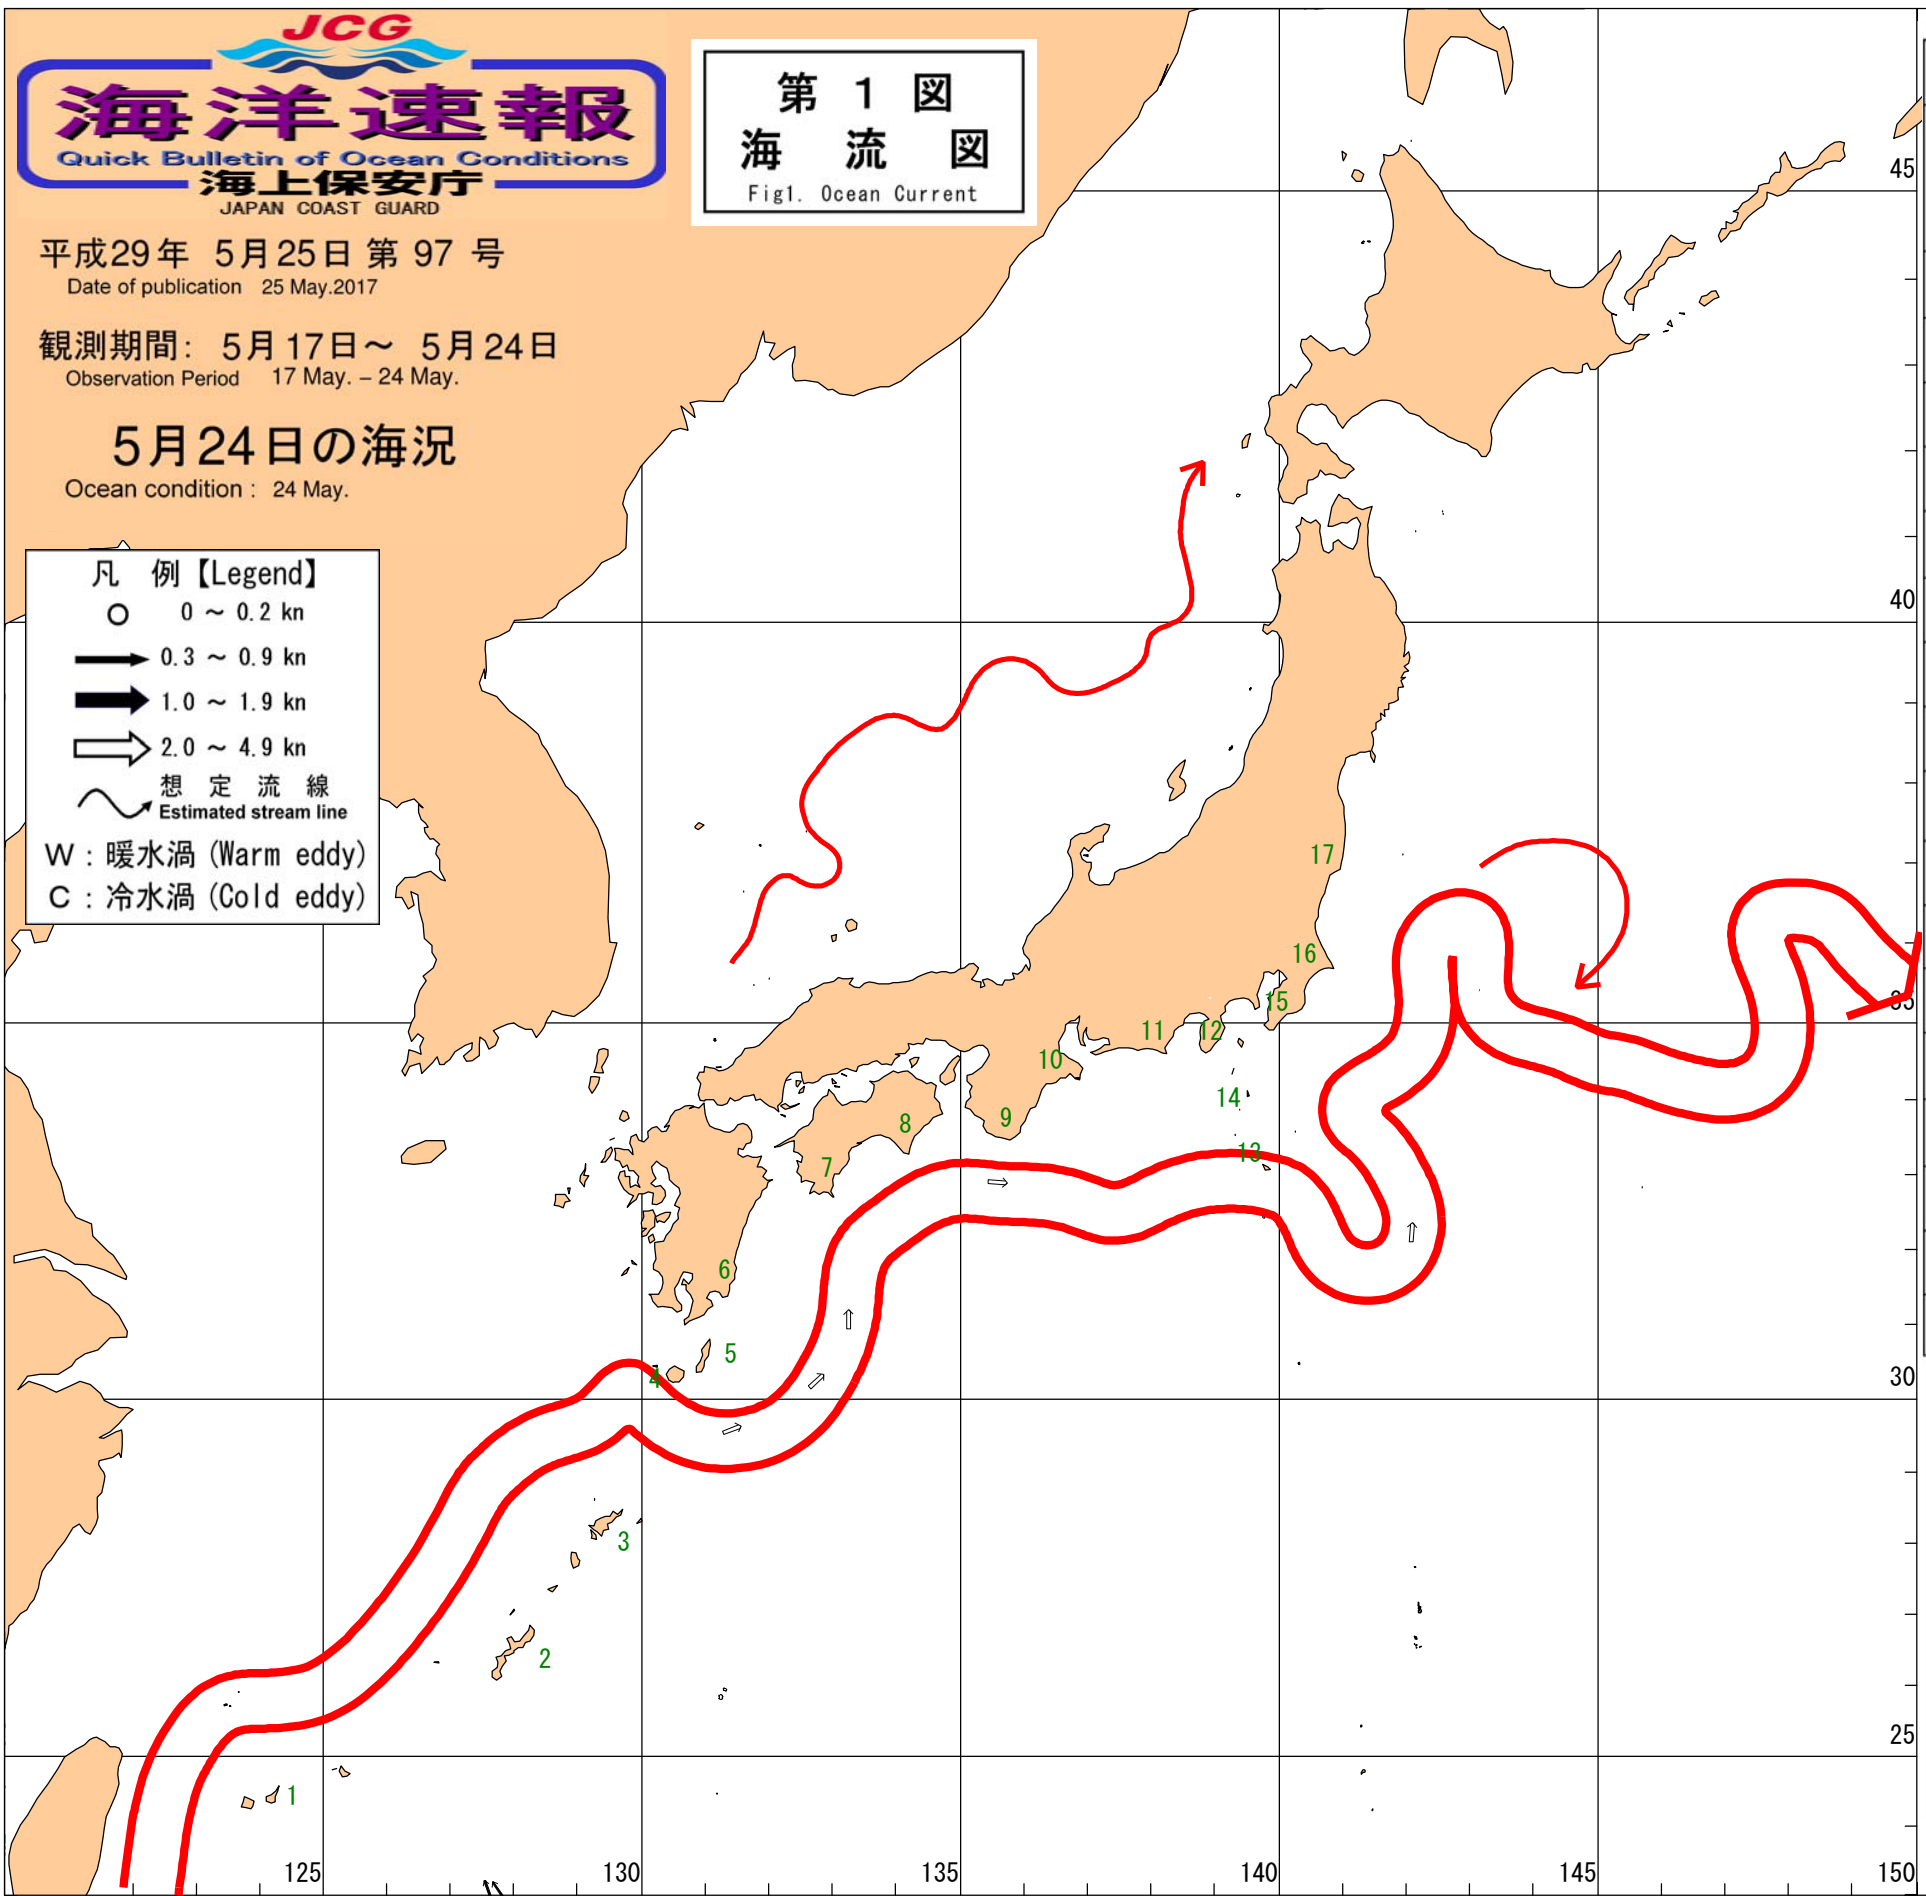 JCG
海洋速報
Quick Bulletin of Ocean Conditions
海上保安庁
JAPAN COAST GUARD
平成29年 5月25日 第 97 号
Date of publication 25 May.2017
観測期間: 5月17日～ 5月24日
Observation Period 17 May. – 24 May.
5月24日の海況
Ocean condition : 24 May.
第 1 図
海 流 図
Fig1. Ocean Current
凡 例【Legend】
0 ～ 0.2 kn
0.3 ～ 0.9 kn
1.0 ～ 1.9 kn
2.0 ～ 4.9 kn
想 定 流 線
Estimated stream line
W : 暖水渦 (Warm eddy)
C : 冷水渦 (Cold eddy)
45
40
17
16
15
35
11
12
10
14
9
8
13
7
6
5
4
30
3
2
25
1
125
130
135
140
145
150